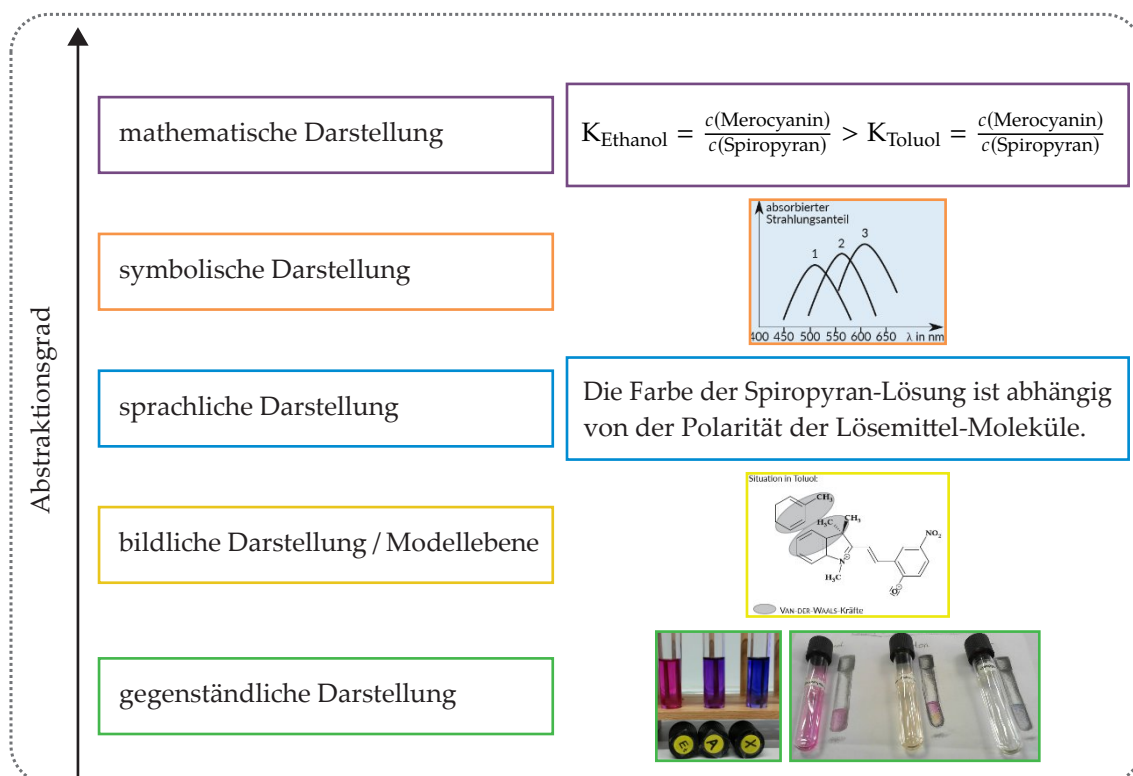 Abstraktionsgrad
mathematische Darstellung
K_Ethanol = c(Merocyanin)/c(Spiropyran) > K_Toluol = c(Merocyanin)/c(Spiropyran)
symbolische Darstellung
absorbierter
Strahlungsanteil
1 2 3
400 450 500 550 600 650 λ in nm
sprachliche Darstellung
Die Farbe der Spiropyran-Lösung ist abhängig
von der Polarität der Lösemittel-Moleküle.
bildliche Darstellung / Modellebene
Situation in Toluol:
CH₃
H₃C CH₃
NO₂
N
⊕
H₃C CH₃
O
⊖
VAN-DER-WAALS-Kräfte
gegenständliche Darstellung
E A X